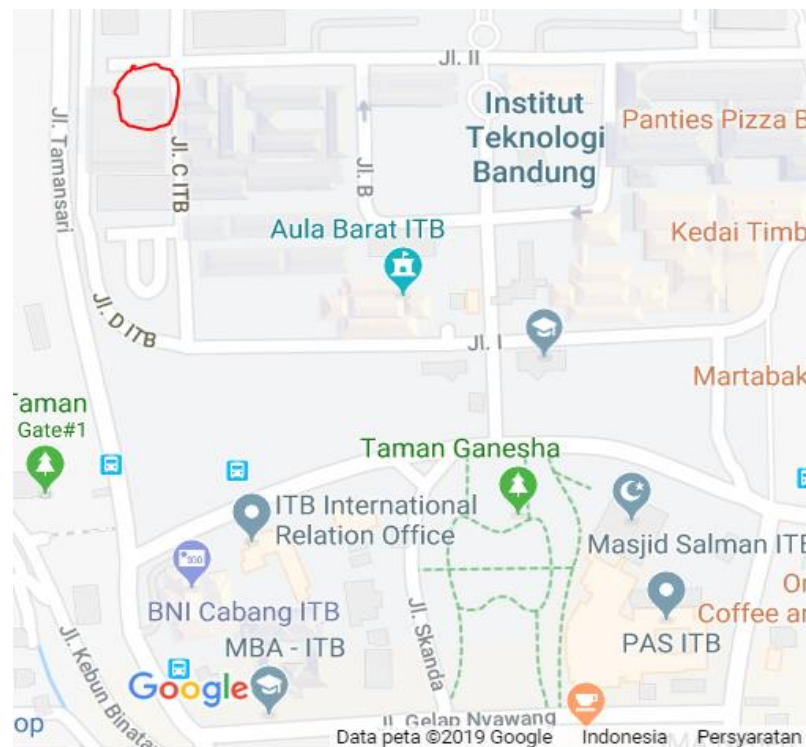 Jl. II
Institut
Teknologi
Bandung
Panties Pizza B
Jl. Tamansari
Jl. C ITB
Jl. B
Aula Barat ITB
Kedai Timb
Jl. D ITB
Jl. I
Martabak
Taman
Gate#1
Taman Ganesha
ITB International
Relation Office
Masjid Salman ITB
BNI Cabang ITB
Jl. Skanda
Coffee an
PAS ITB
MBA - ITB
Jl. Kebun Binata
Google
op
Jl. Gelap Nyawang
Data peta ©2019 Google Indonesia Persyaratan